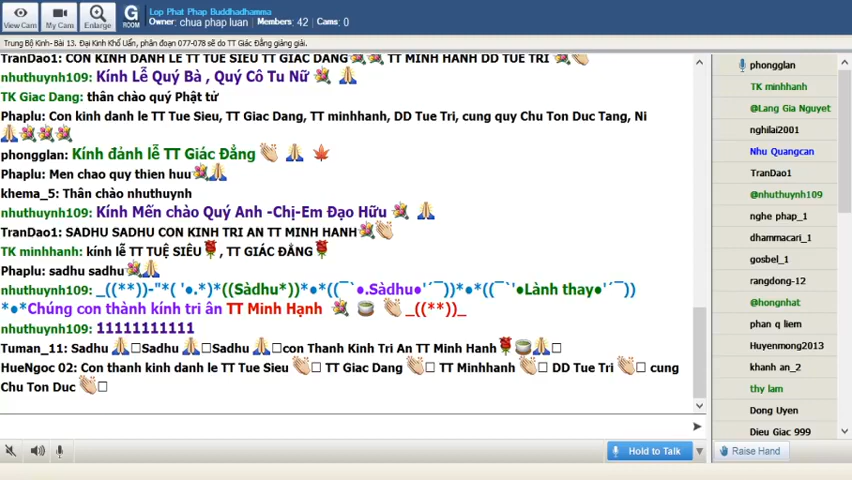 View Cam
My Cam
Enlarge
G
ROOM
Lop Phat Phap Buddhadhamma
Owner: chua phap luan Members: 42 Cams: 0
Trung Bộ Kinh- Bài 13. Đại Kinh Khổ Uẩn, phân đoạn 077-078 sẽ do TT Giác Đẳng giảng giải.
TranDao1: CON KINH DANH LE TT TUE SIEU TT GIAC DANG TT MINH HANH DD TUE TRI
nhuthuynh109: Kính Lễ Quý Bà , Quý Cô Tu Nữ
TK Giac Dang: thân chào quý Phật tử
Phaplu: Con kinh danh le TT Tue Sieu, TT Giac Dang, TT minhhanh, DD Tue Tri, cung quy Chu Ton Duc Tang, Ni
phongglan: Kính đảnh lễ TT Giác Đẳng
Phaplu: Men chao quy thien huu
khema_5: Thân chào nhuthuynh
nhuthuynh109: Kính Mến chào Quý Anh -Chị-Em Đạo Hữu
TranDao1: SADHU SADHU CON KINH TRI AN TT MINH HANH
TK minhhanh: kính lễ TT TUỆ SIÊU , TT GIÁC ĐẲNG
Phaplu: sadhu sadhu
nhuthuynh109: _((**))-"*( '●.*)*((Sàdhu*))*●*((¯`●.Sàdhu●'´¯))*●*((¯`'●Lành thay●'´¯))
*●*Chúng con thành kính tri ân TT Minh Hạnh _((**))_
nhuthuynh109: 11111111111
Tuman_11: Sadhu Sadhu Sadhu con Thanh Kinh Tri An TT Minh Hanh
HueNgoc 02: Con thanh kinh danh le TT Tue Sieu TT Giac Dang TT Minhhanh DD Tue Tri cung
Chu Ton Duc
Hold to Talk
phongglan
TK minhhanh
@Lang Gia Nguyet
nghilai2001
Nhu Quangcan
TranDao1
@nhuthuynh109
nghe phap_1
dhammacari_1
gosbel_1
rangdong-12
@hongnhat
phan q liem
Huyenmong2013
khanh an_2
thy lam
Dong Uyen
Dieu Giac 999
Raise Hand